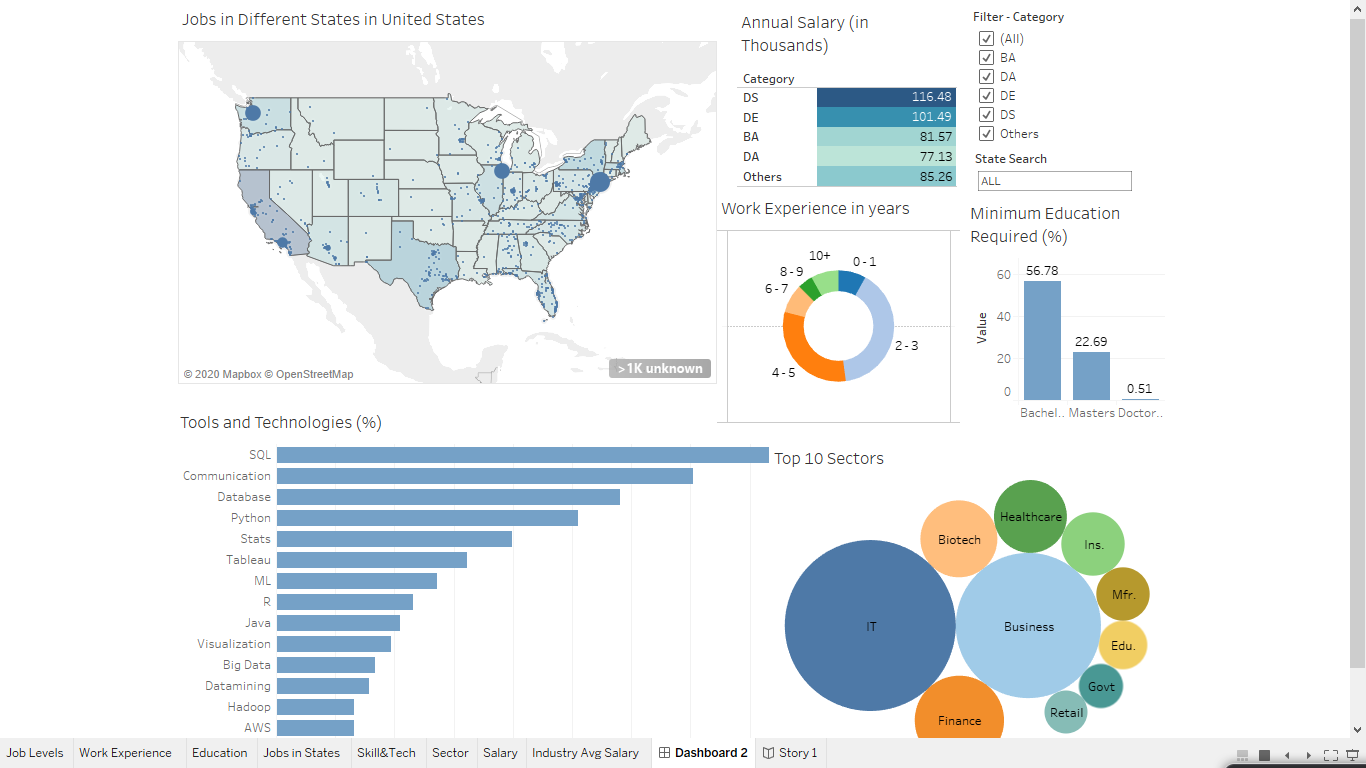 Jobs in Different States in United States
© 2020 Mapbox © OpenStreetMap
>1K unknown
Annual Salary (in
Thousands)
Category
DS 116.48
DE 101.49
BA 81.57
DA 77.13
Others 85.26
Filter - Category
(All)
BA
DA
DE
DS
Others
State Search
ALL
Work Experience in years
10+
0 - 1
8 - 9
6 - 7
2 - 3
4 - 5
Minimum Education
Required (%)
Value
60
40
20
0
56.78
22.69
0.51
Bachel.. Masters Doctor..
Tools and Technologies (%)
SQL
Communication
Database
Python
Stats
Tableau
ML
R
Java
Visualization
Big Data
Datamining
Hadoop
AWS
Top 10 Sectors
Healthcare
Biotech
Ins.
Mfr.
IT
Business
Edu.
Govt
Retail
Finance
Job Levels Work Experience Education Jobs in States Skill&Tech Sector Salary Industry Avg Salary Dashboard 2 Story 1